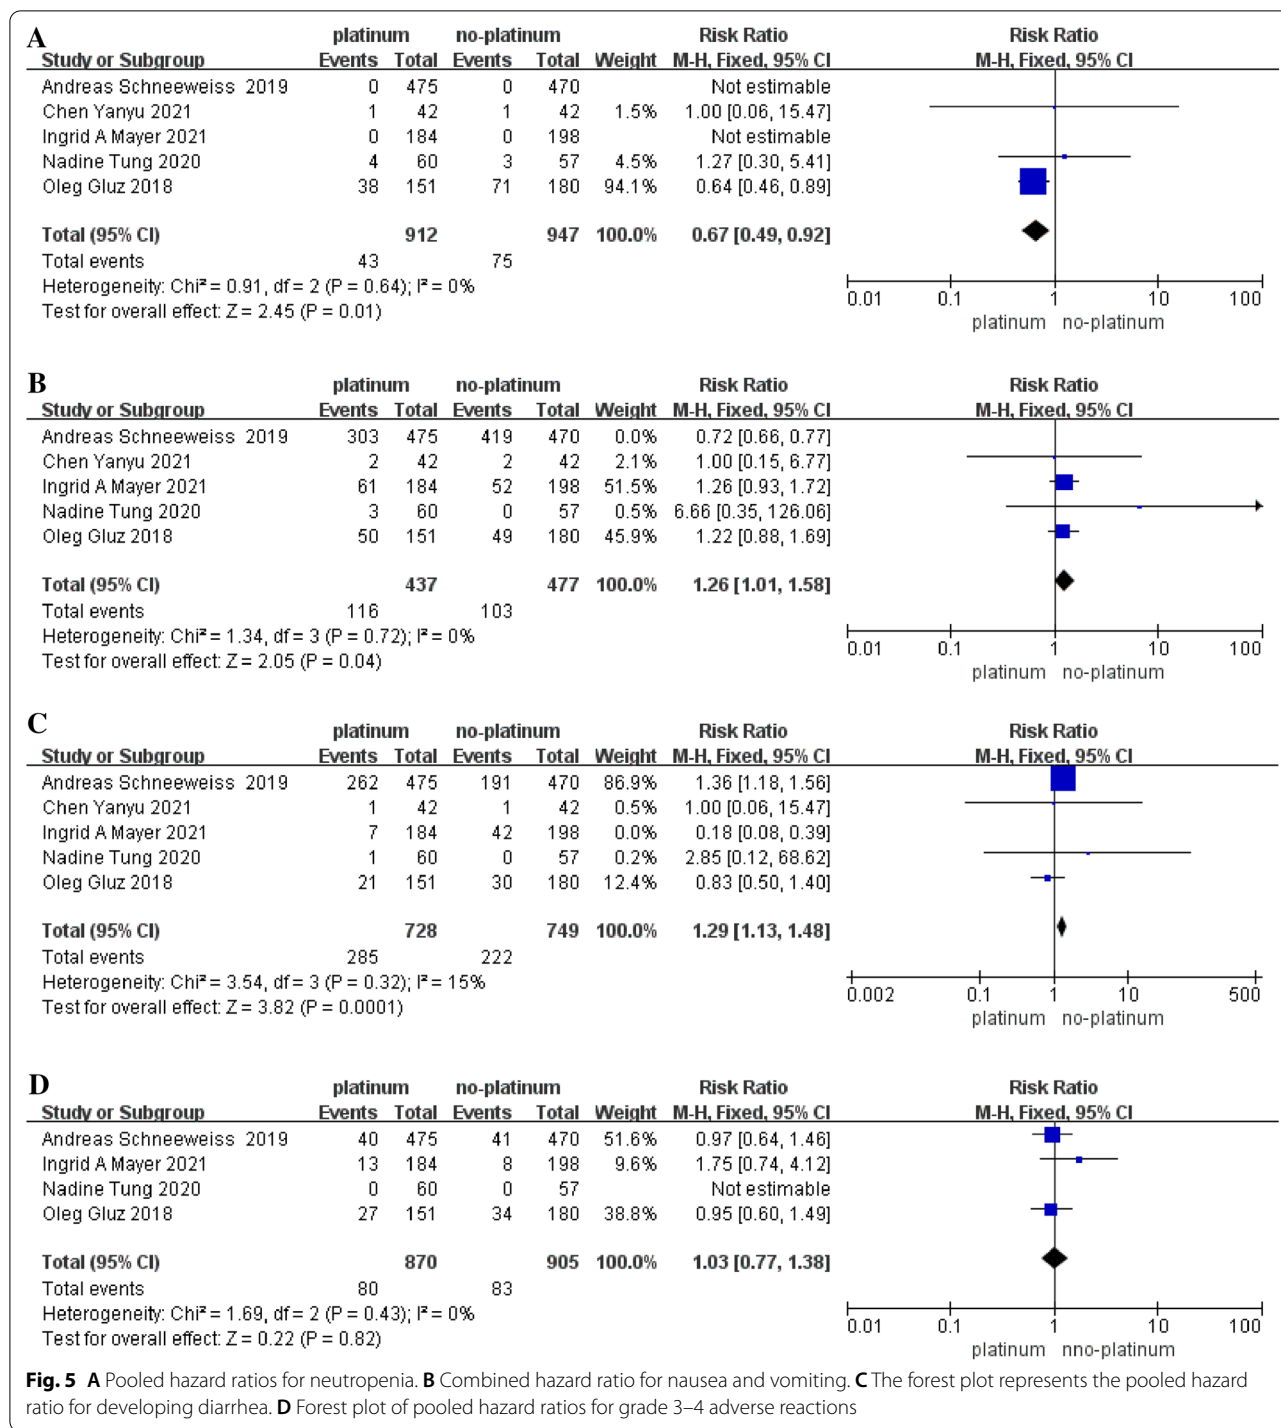 A
platinum no-platinum Risk Ratio Risk Ratio
Study or Subgroup Events Total Events Total Weight M-H, Fixed, 95% CI M-H, Fixed, 95% CI
Andreas Schneeweiss 2019 0 475 0 470 Not estimable
Chen Yanyu 2021 1 42 1 42 1.5% 1.00 [0.06, 15.47]
Ingrid A Mayer 2021 0 184 0 198 Not estimable
Nadine Tung 2020 4 60 3 57 4.5% 1.27 [0.30, 5.41]
Oleg Gluz 2018 38 151 71 180 94.1% 0.64 [0.46, 0.89]
Total (95% CI) 912 947 100.0% 0.67 [0.49, 0.92]
Total events 43 75
Heterogeneity: Chi² = 0.91, df = 2 (P = 0.64); I² = 0%
Test for overall effect: Z = 2.45 (P = 0.01)
0.01 0.1 1 10 100
platinum no-platinum
B
platinum no-platinum Risk Ratio Risk Ratio
Study or Subgroup Events Total Events Total Weight M-H, Fixed, 95% CI M-H, Fixed, 95% CI
Andreas Schneeweiss 2019 303 475 419 470 0.0% 0.72 [0.66, 0.77]
Chen Yanyu 2021 2 42 2 42 2.1% 1.00 [0.15, 6.77]
Ingrid A Mayer 2021 61 184 52 198 51.5% 1.26 [0.93, 1.72]
Nadine Tung 2020 3 60 0 57 0.5% 6.66 [0.35, 126.06]
Oleg Gluz 2018 50 151 49 180 45.9% 1.22 [0.88, 1.69]
Total (95% CI) 437 477 100.0% 1.26 [1.01, 1.58]
Total events 116 103
Heterogeneity: Chi² = 1.34, df = 3 (P = 0.72); I² = 0%
Test for overall effect: Z = 2.05 (P = 0.04)
0.01 0.1 1 10 100
platinum no-platinum
C
platinum no-platinum Risk Ratio Risk Ratio
Study or Subgroup Events Total Events Total Weight M-H, Fixed, 95% CI M-H, Fixed, 95% CI
Andreas Schneeweiss 2019 262 475 191 470 86.9% 1.36 [1.18, 1.56]
Chen Yanyu 2021 1 42 1 42 0.5% 1.00 [0.06, 15.47]
Ingrid A Mayer 2021 7 184 42 198 0.0% 0.18 [0.08, 0.39]
Nadine Tung 2020 1 60 0 57 0.2% 2.85 [0.12, 68.62]
Oleg Gluz 2018 21 151 30 180 12.4% 0.83 [0.50, 1.40]
Total (95% CI) 728 749 100.0% 1.29 [1.13, 1.48]
Total events 285 222
Heterogeneity: Chi² = 3.54, df = 3 (P = 0.32); I² = 15%
Test for overall effect: Z = 3.82 (P = 0.0001)
0.002 0.1 1 10 500
platinum no-platinum
D
platinum no-platinum Risk Ratio Risk Ratio
Study or Subgroup Events Total Events Total Weight M-H, Fixed, 95% CI M-H, Fixed, 95% CI
Andreas Schneeweiss 2019 40 475 41 470 51.6% 0.97 [0.64, 1.46]
Ingrid A Mayer 2021 13 184 8 198 9.6% 1.75 [0.74, 4.12]
Nadine Tung 2020 0 60 0 57 Not estimable
Oleg Gluz 2018 27 151 34 180 38.8% 0.95 [0.60, 1.49]
Total (95% CI) 870 905 100.0% 1.03 [0.77, 1.38]
Total events 80 83
Heterogeneity: Chi² = 1.69, df = 2 (P = 0.43); I² = 0%
Test for overall effect: Z = 0.22 (P = 0.82)
0.01 0.1 1 10 100
platinum nno-platinum
Fig. 5 A Pooled hazard ratios for neutropenia. B Combined hazard ratio for nausea and vomiting. C The forest plot represents the pooled hazard
ratio for developing diarrhea. D Forest plot of pooled hazard ratios for grade 3–4 adverse reactions